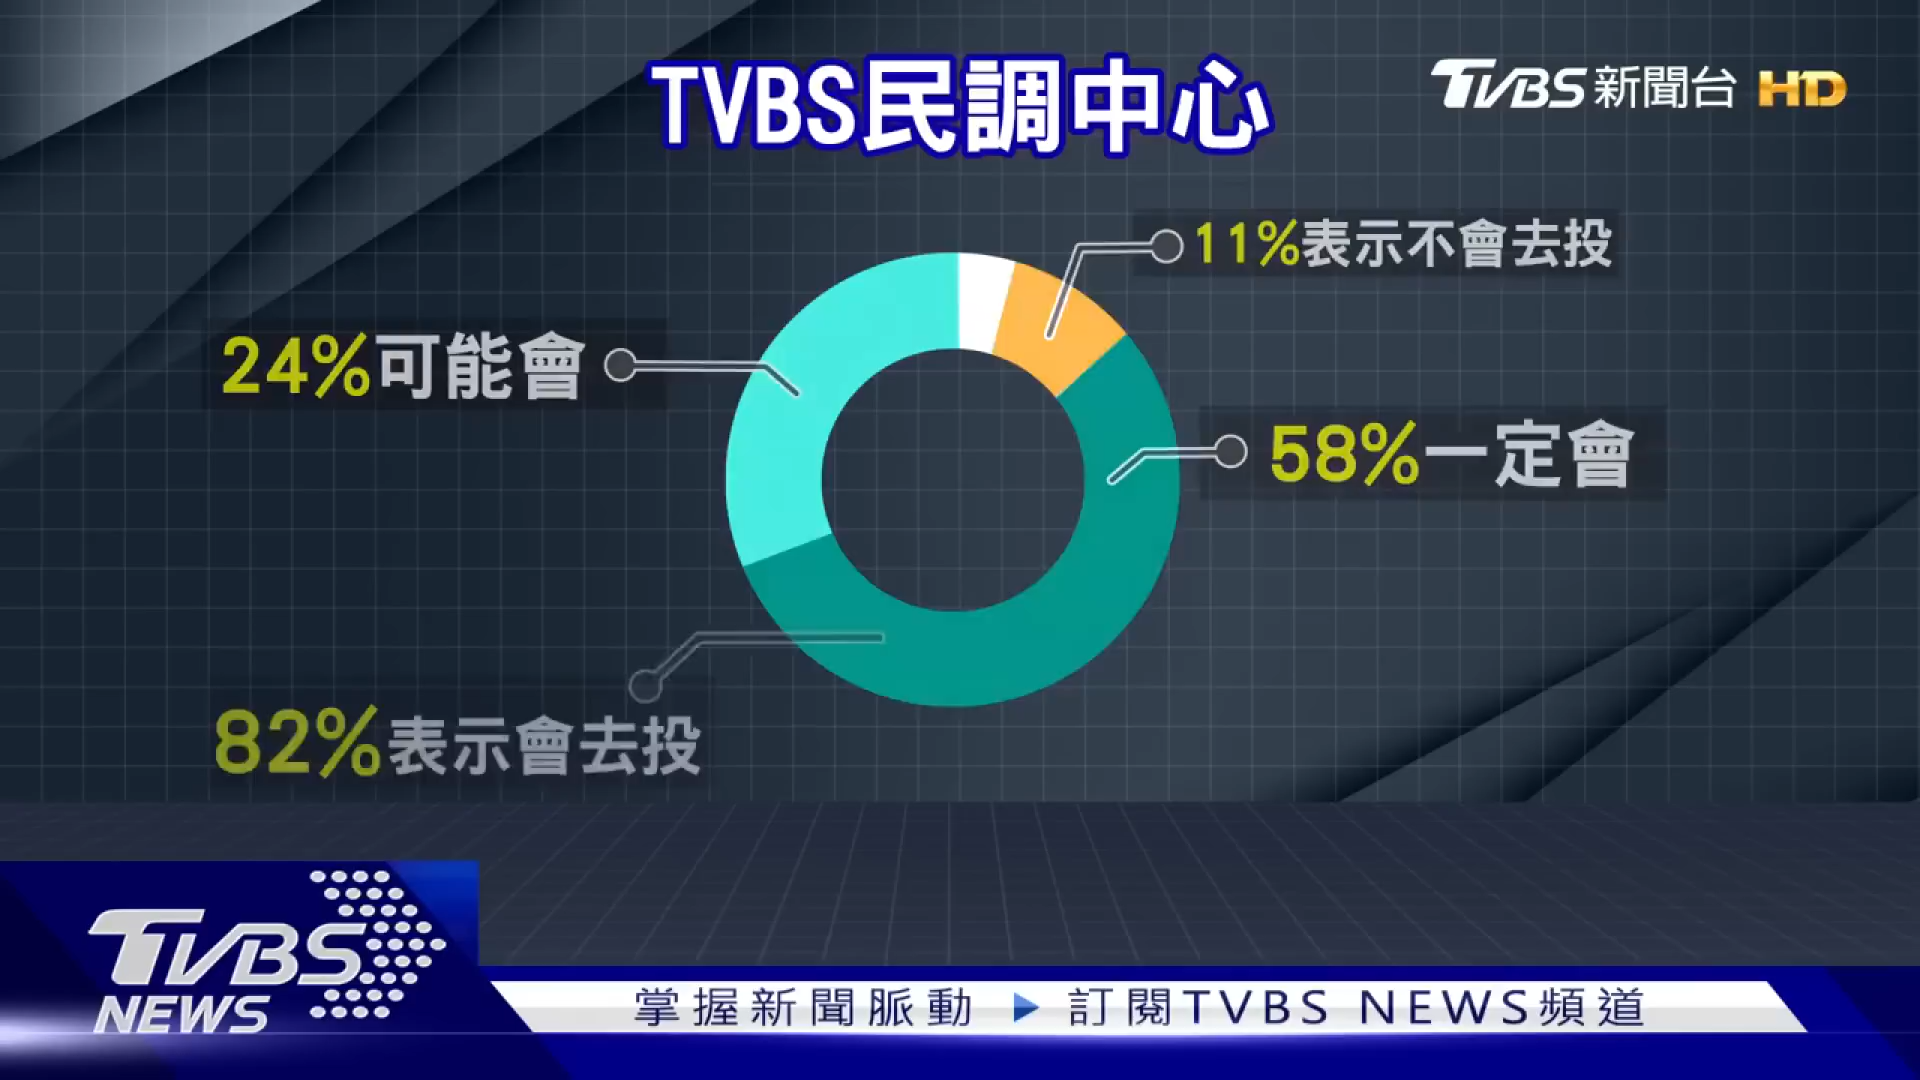 TVBS民調中心
TVBS新聞台 HD
11%表示不會去投
24%可能會
58%一定會
82%表示會去投
TVBS
NEWS
掌握新聞脈動 ▶ 訂閱TVBS NEWS頻道